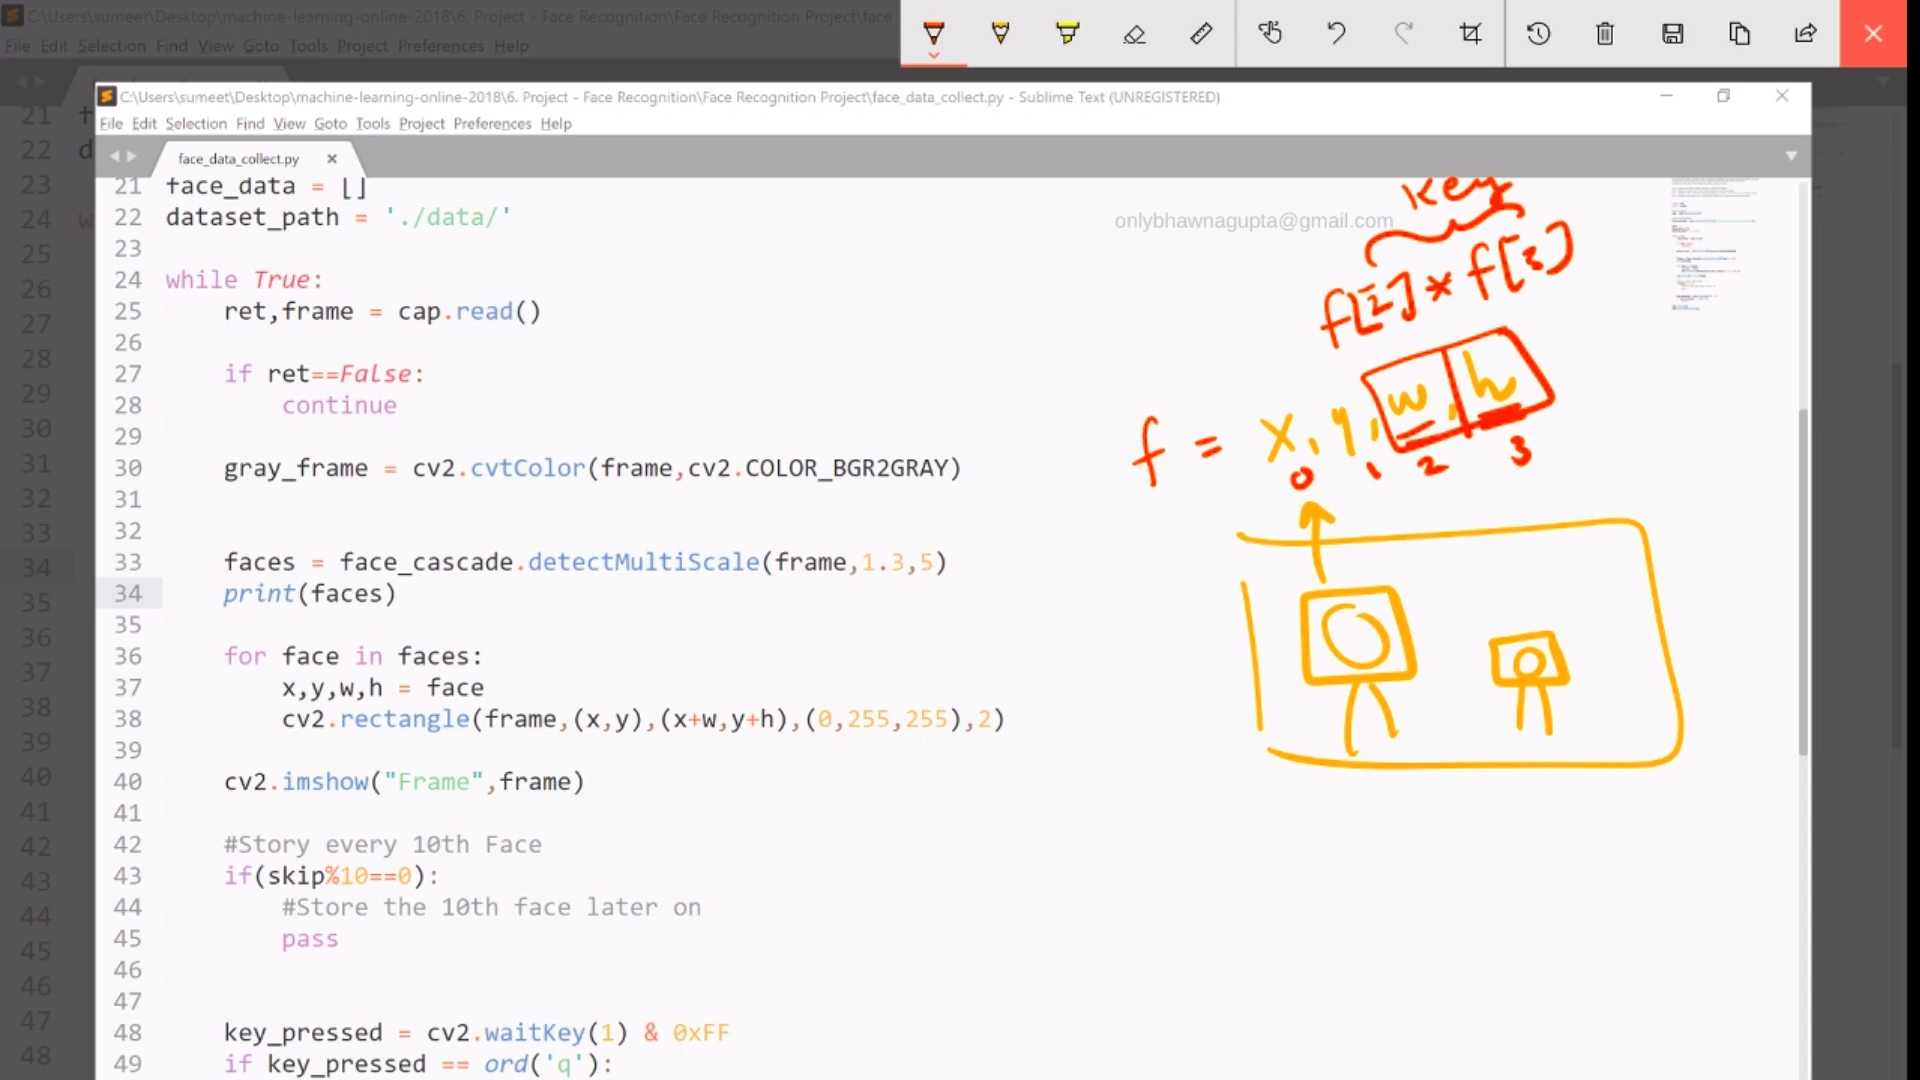 C:\Users\sumeet\Desktop\machine-learning-online-2018\6. Project - Face Recognition\Face Recognition Project\face
File Edit Selection Find View Goto Tools Project Preferences Help
C:\Users\sumeet\Desktop\machine-learning-online-2018\6. Project - Face Recognition\Face Recognition Project\face_data_collect.py - Sublime Text (UNREGISTERED)
File Edit Selection Find View Goto Tools Project Preferences Help
face_data_collect.py
21 face_data = []
22 dataset_path = './data/'
23
24 while True:
25 ret,frame = cap.read()
26
27 if ret==False:
28 continue
29
30 gray_frame = cv2.cvtColor(frame,cv2.COLOR_BGR2GRAY)
31
32
33 faces = face_cascade.detectMultiScale(frame,1.3,5)
34 print(faces)
35
36 for face in faces:
37 x,y,w,h = face
38 cv2.rectangle(frame,(x,y),(x+w,y+h),(0,255,255),2)
39
40 cv2.imshow("Frame",frame)
41
42 #Story every 10th Face
43 if(skip%10==0):
44 #Store the 10th face later on
45 pass
46
47
48 key_pressed = cv2.waitKey(1) & 0xFF
49 if key_pressed == ord('q'):
onlybhawnagupta@gmail.com
key
f[2] * f[3]
f = x, y, w, h
0 1 2 3
21 f
22 d
23
24 w
25
26
27
28
29
30
31
32
33
34
35
36
37
38
39
40
41
42
43
44
45
46
47
48